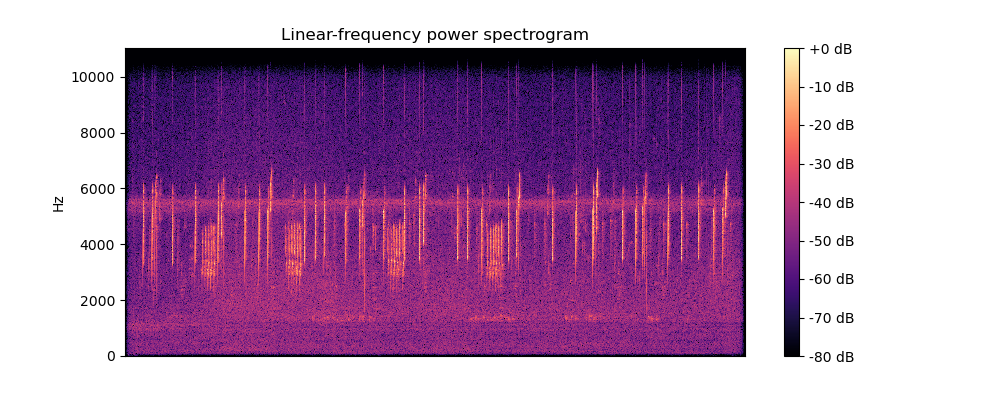 Linear-frequency power spectrogram
Hz
10000
8000
6000
4000
2000
0
+0 dB
-10 dB
-20 dB
-30 dB
-40 dB
-50 dB
-60 dB
-70 dB
-80 dB